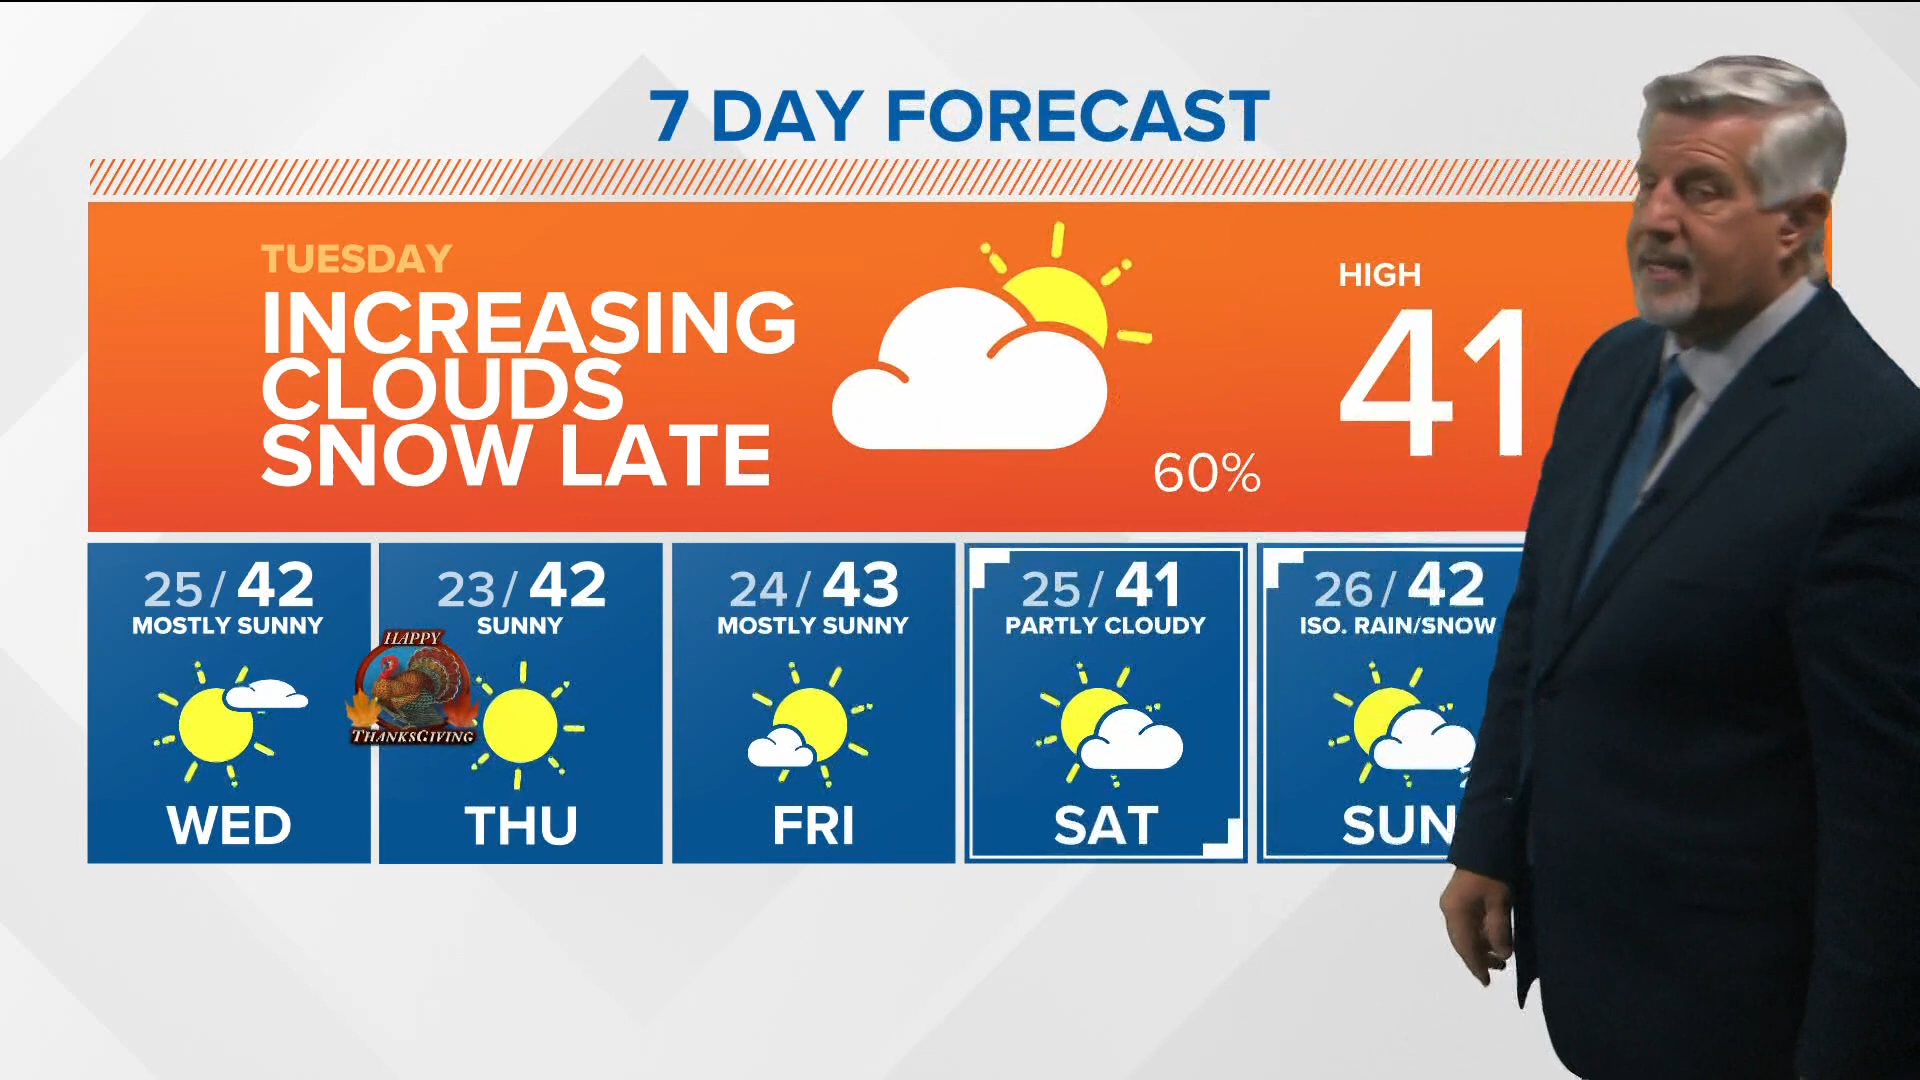 7 DAY FORECAST
TUESDAY
INCREASING
CLOUDS
SNOW LATE
60%
HIGH
41
25/42
MOSTLY SUNNY
WED
23/42
SUNNY
HAPPY
THANKSGIVING
THU
24/43
MOSTLY SUNNY
FRI
25/41
PARTLY CLOUDY
SAT
26/42
ISO. RAIN/SNOW
SUN